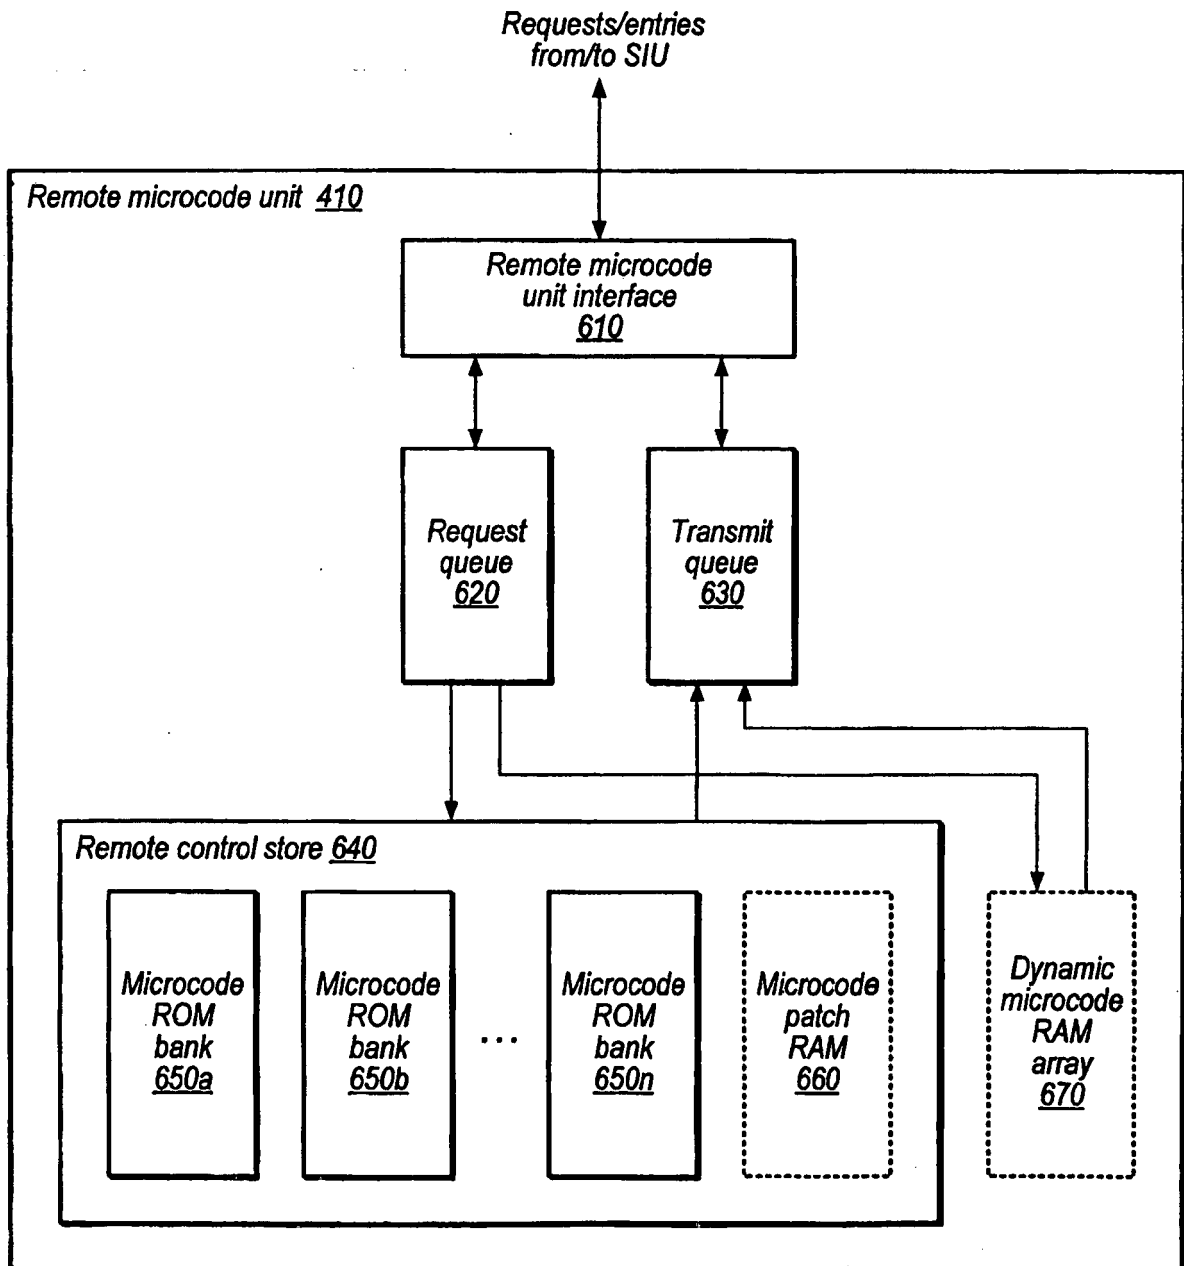 Requests/entries
from/to SIU
Remote microcode unit 410
Remote microcode
unit interface
610
Request
queue
620
Transmit
queue
630
Remote control store 640
Microcode
ROM
bank
650a
Microcode
ROM
bank
650b
...
Microcode
ROM
bank
650n
Microcode
patch
RAM
660
Dynamic
microcode
RAM
array
670